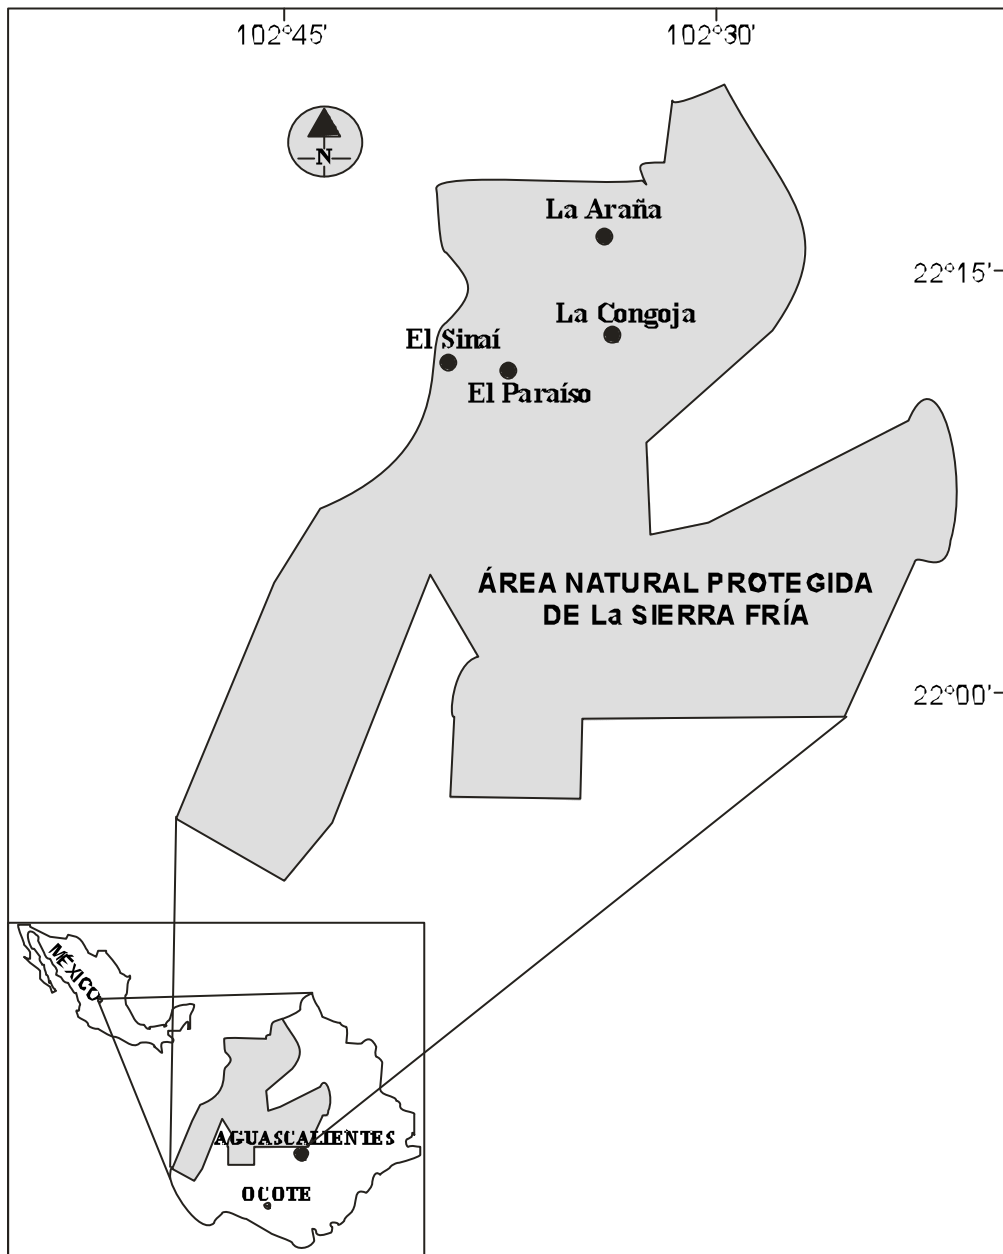 102°45'
102°30'
N
La Araña
22°15'
La Congoja
El Sinaí
El Paraíso
ÁREA NATURAL PROTEGIDA
DE La SIERRA FRÍA
22°00'
MÉXICO
AGUASCALIENTES
OCOTE